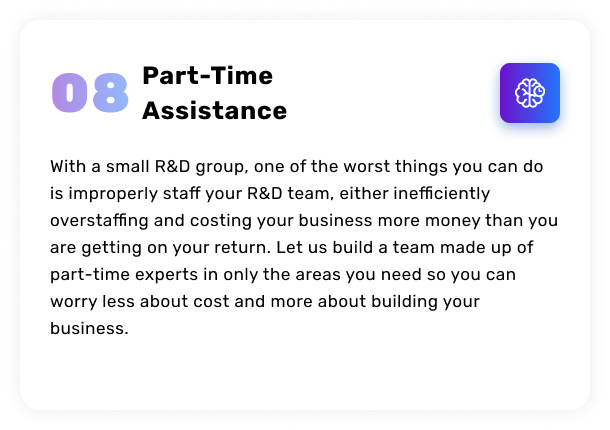 08
Part-Time
Assistance
With a small R&D group, one of the worst things you can do
is improperly staff your R&D team, either inefficiently
overstaffing and costing your business more money than you
are getting on your return. Let us build a team made up of
part-time experts in only the areas you need so you can
worry less about cost and more about building your
business.